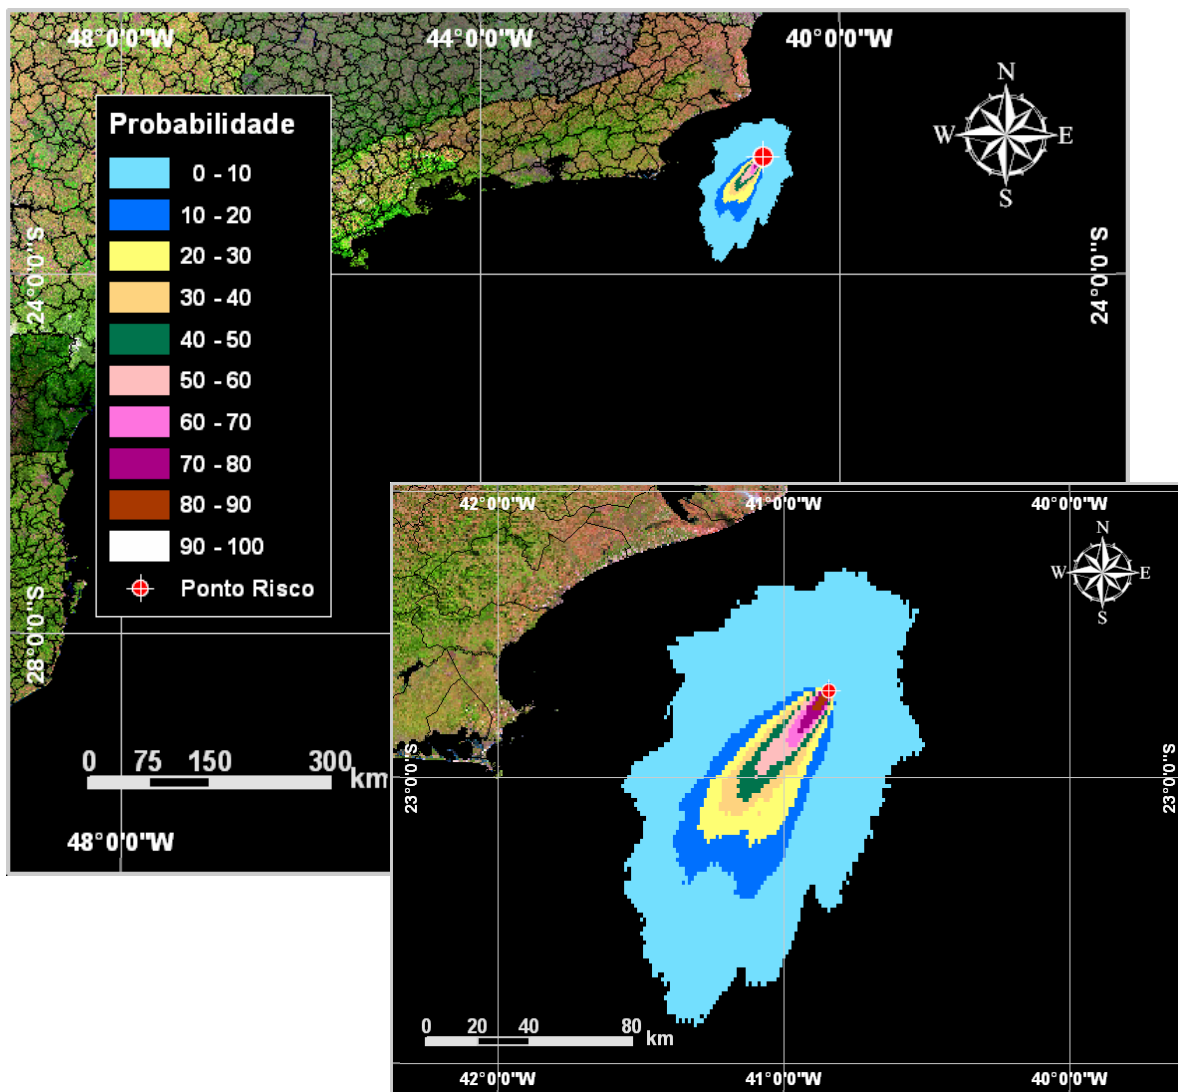 48°0'0"W
44°0'0"W
40°0'0"W
N
W
E
S
Probabilidade
0 - 10
10 - 20
20 - 30
30 - 40
40 - 50
50 - 60
60 - 70
70 - 80
80 - 90
90 - 100
Ponto Risco
24°0'0"S
24°0'0"S
28°0'0"S
0 75 150 300 km
48°0'0"W
42°0'0"W
41°0'0"W
40°0'0"W
N
W
E
S
23°0'0"S
23°0'0"S
0 20 40 80 km
42°0'0"W
41°0'0"W
40°0'0"W